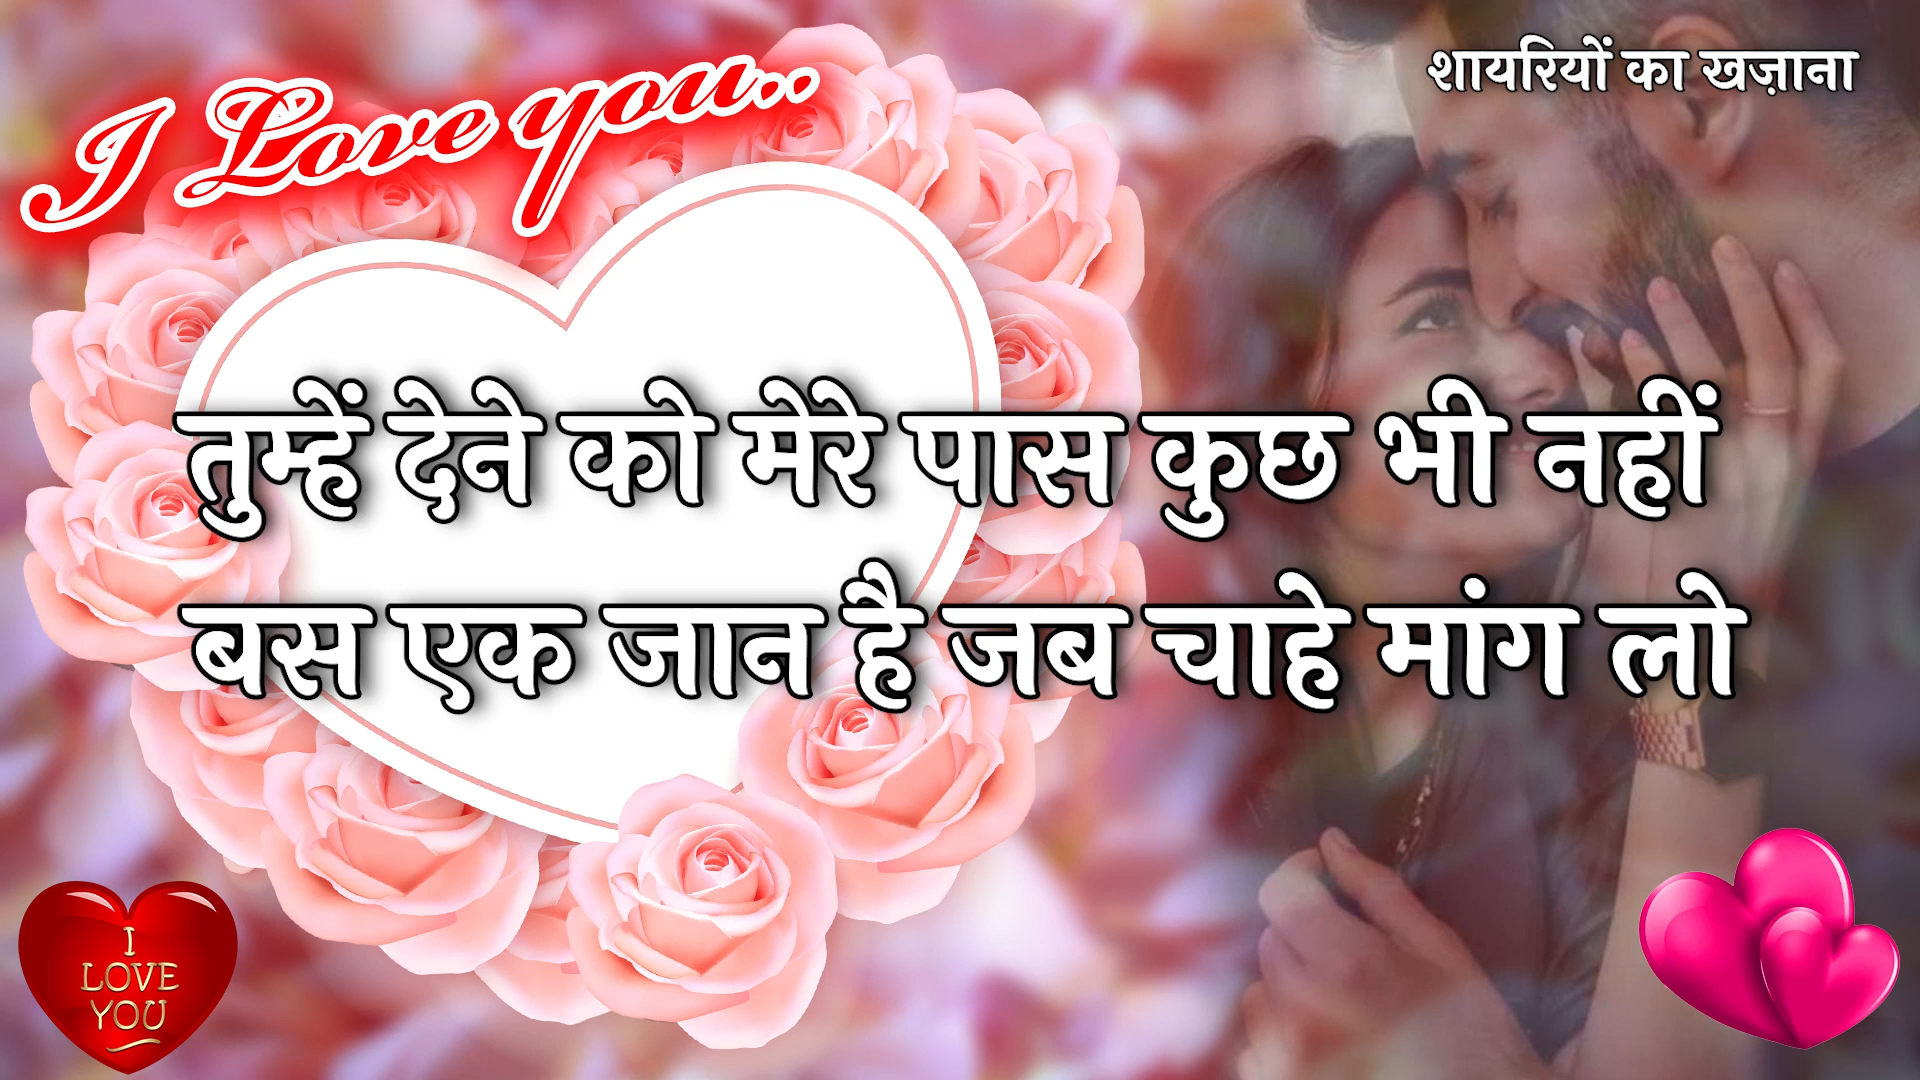 I Love you..
शायरियों का खज़ाना
तुम्हें देने को मेरे पास कुछ भी नहीं
बस एक जान है जब चाहे मांग लो
I
LOVE
YOU